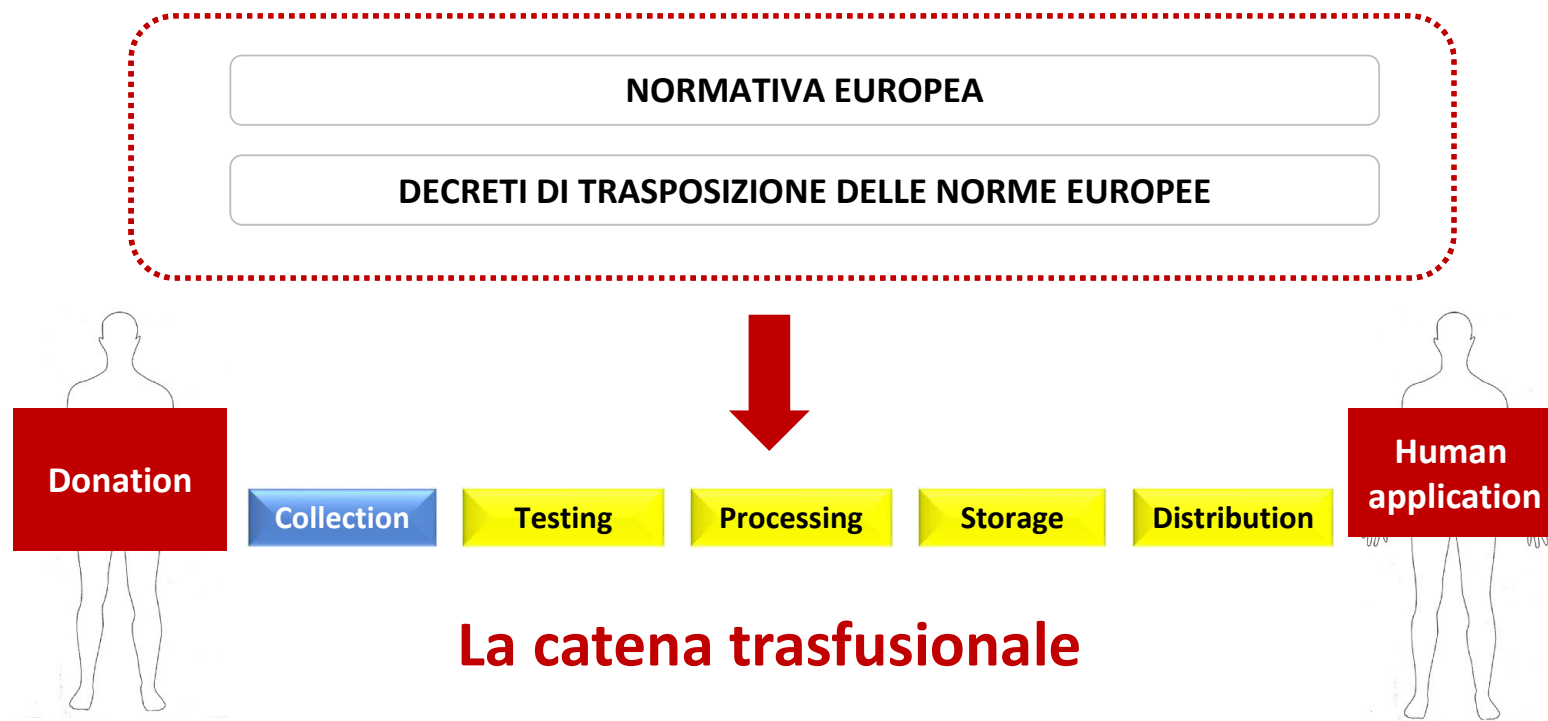 NORMATIVA EUROPEA
DECRETI DI TRASPOSIZIONE DELLE NORME EUROPEE
Donation
Collection
Testing
Processing
Storage
Distribution
Human
application
La catena trasfusionale